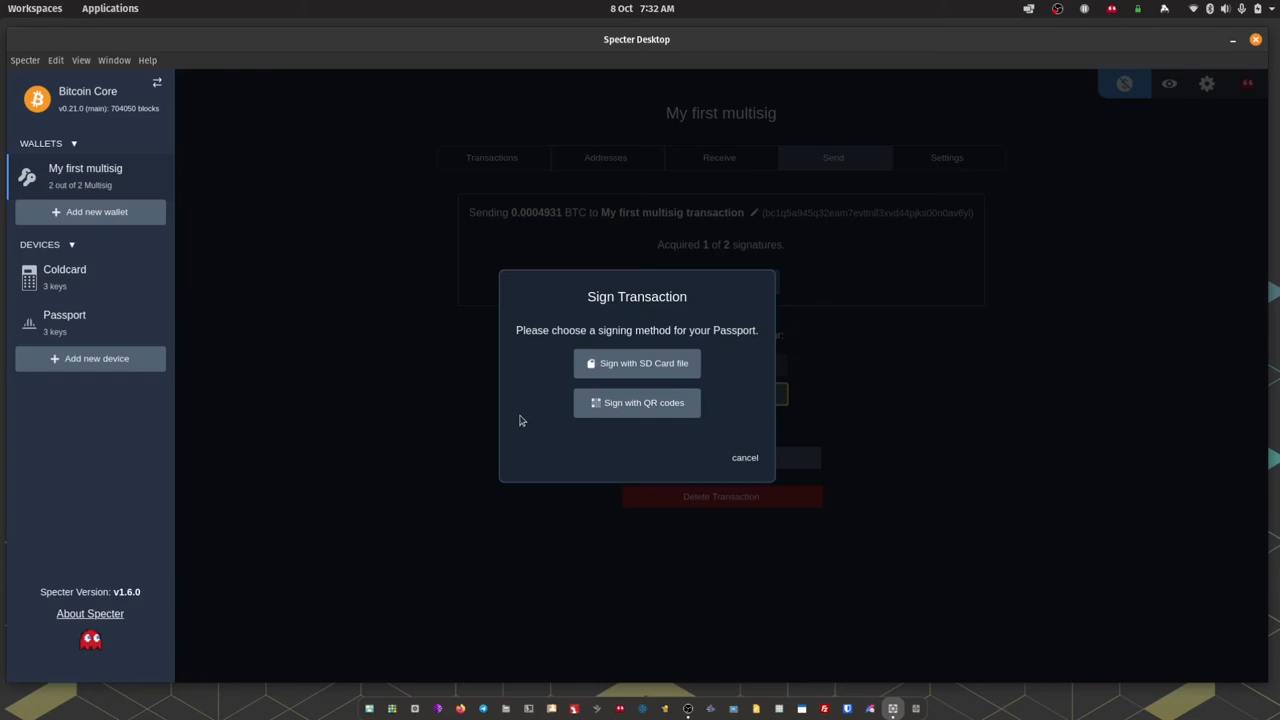 Workspaces Applications 8 Oct 7:32 AM
Specter Desktop
Specter Edit View Window Help
Bitcoin Core
v0.21.0 (main): 704050 blocks
WALLETS ▼
My first multisig
2 out of 2 Multisig
+ Add new wallet
DEVICES ▼
Coldcard
3 keys
Passport
3 keys
+ Add new device
Specter Version: v1.6.0
About Specter
My first multisig
Transactions Addresses Receive Send Settings
Sending 0.0004931 BTC to My first multisig transaction
Acquired 1 of 2 signatures.
Sign Transaction
Please choose a signing method for your Passport.
Sign with SD Card file
Sign with QR codes
cancel
Delete Transaction